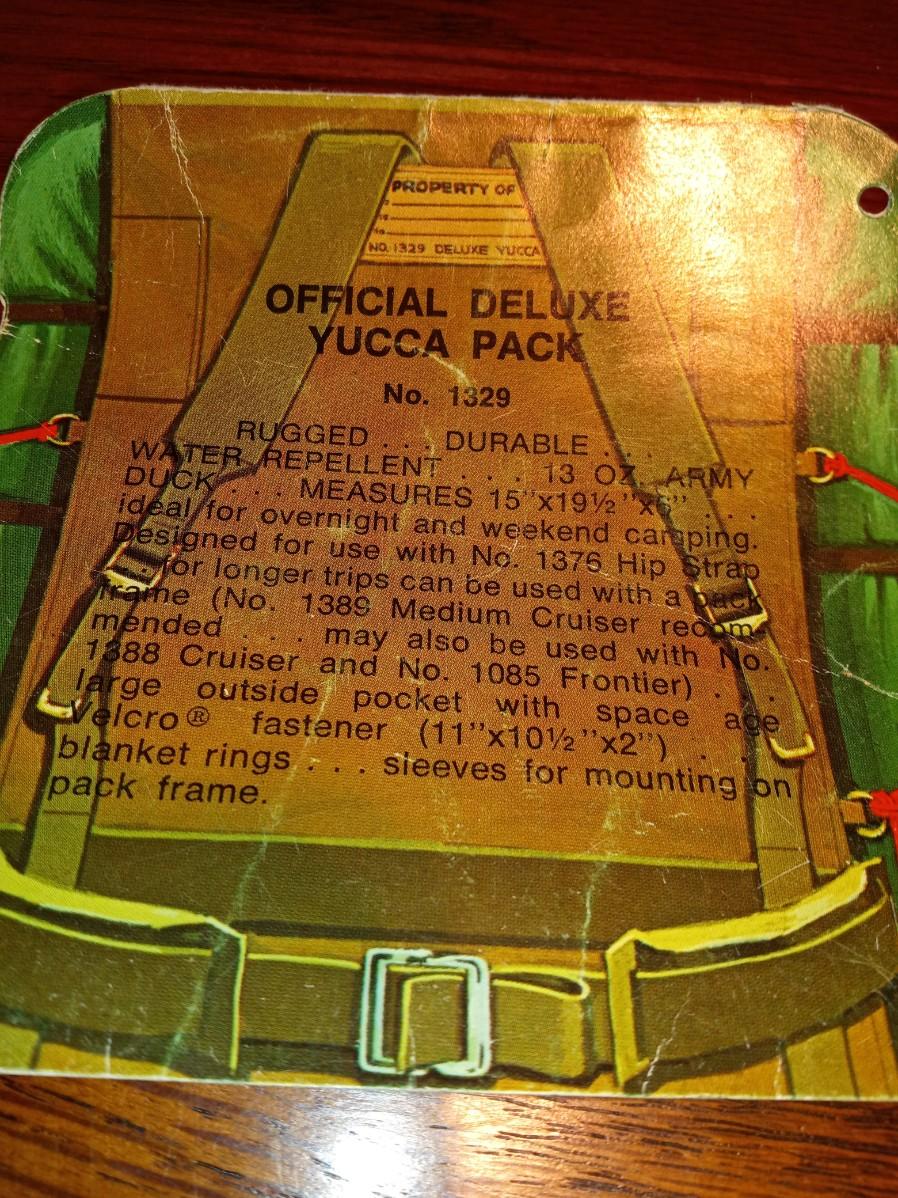 PROPERTY OF
NO. 1329 DELUXE YUCCA
OFFICIAL DELUXE
YUCCA PACK
No. 1329
RUGGED . . . DURABLE . . .
WATER REPELLENT . . . 13 OZ. ARMY
DUCK . . . MEASURES 15"x19½"x6" . . .
ideal for overnight and weekend camping.
Designed for use with No. 1376 Hip Strap
. . . for longer trips can be used with a pack
frame (No. 1389 Medium Cruiser recom-
mended . . . may also be used with No.
1388 Cruiser and No. 1085 Frontier) . . .
large outside pocket with space age
Velcro® fastener (11"x10½"x2") . . .
blanket rings . . . sleeves for mounting on
pack frame.